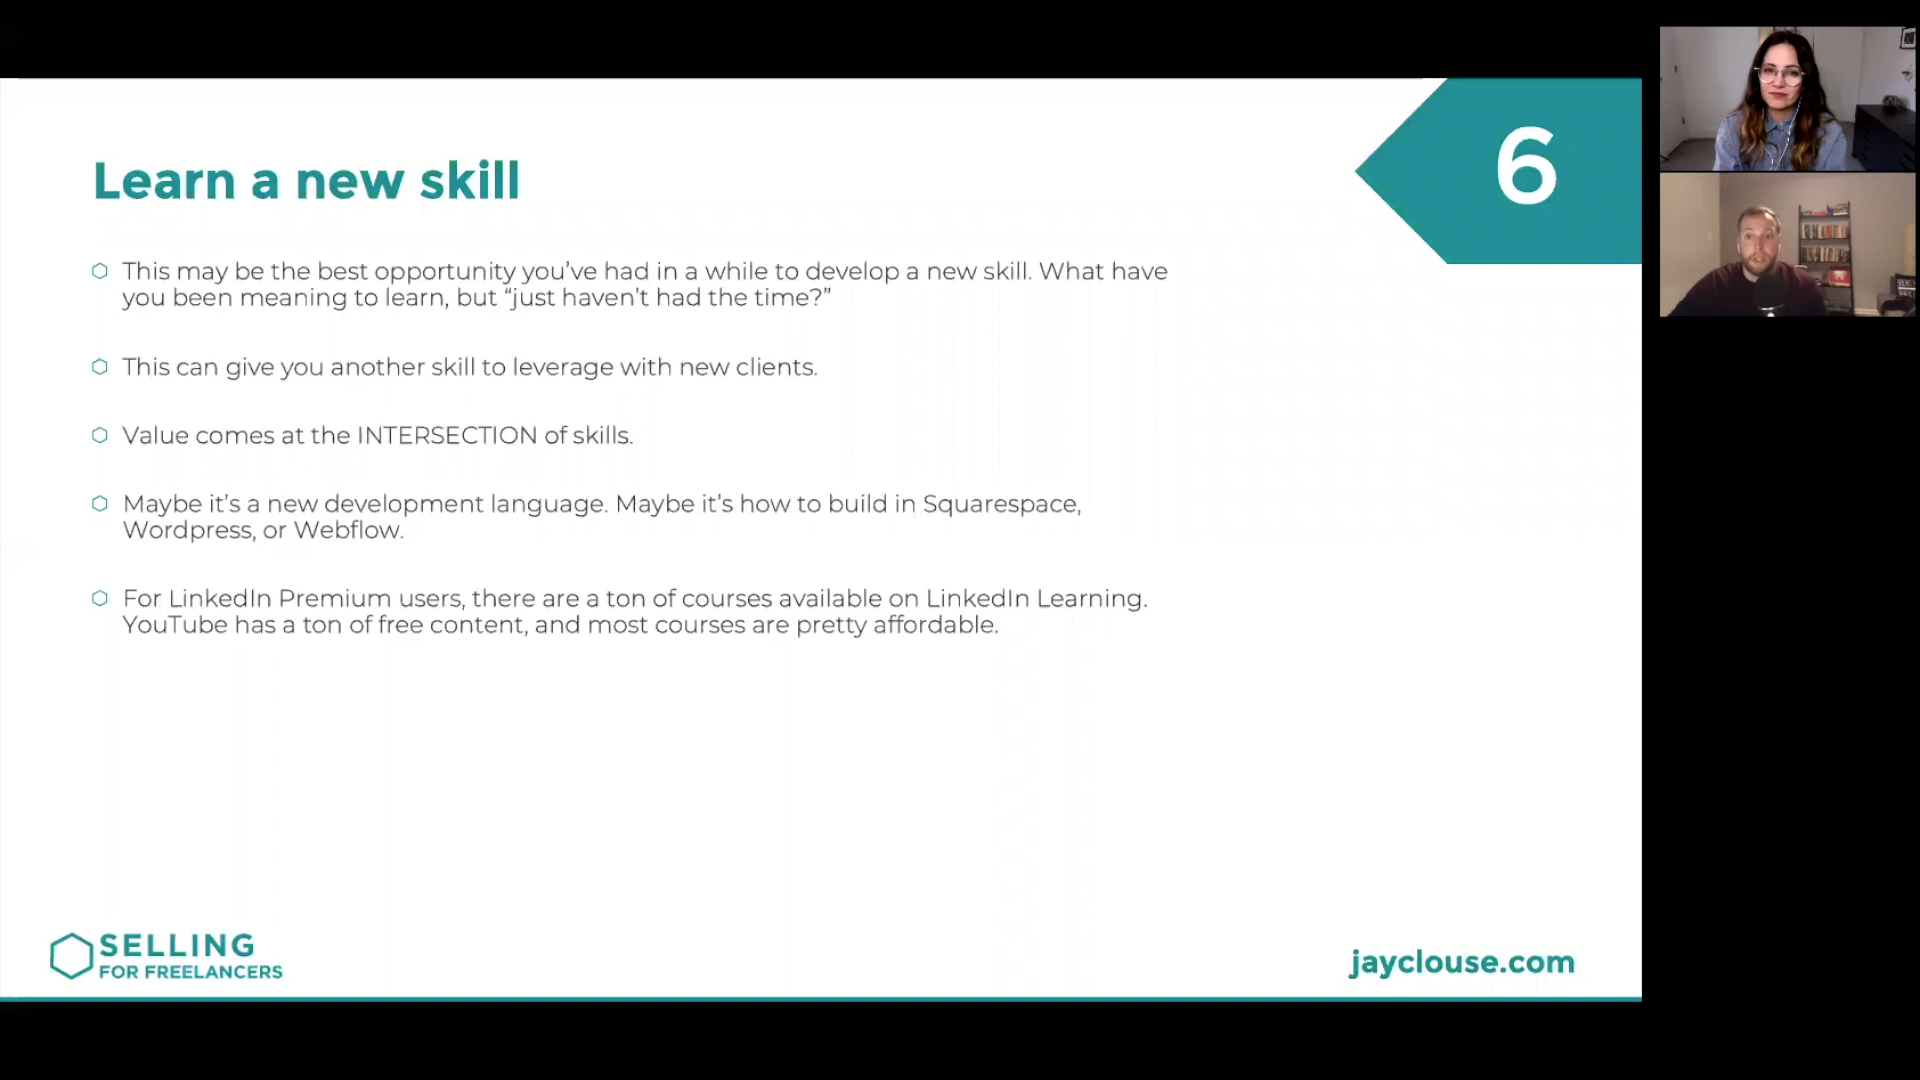 6
Learn a new skill
This may be the best opportunity you’ve had in a while to develop a new skill. What have
you been meaning to learn, but “just haven’t had the time?”
This can give you another skill to leverage with new clients.
Value comes at the INTERSECTION of skills.
Maybe it’s a new development language. Maybe it’s how to build in Squarespace,
Wordpress, or Webflow.
For LinkedIn Premium users, there are a ton of courses available on LinkedIn Learning.
YouTube has a ton of free content, and most courses are pretty affordable.
SELLING
FOR FREELANCERS
jayclouse.com